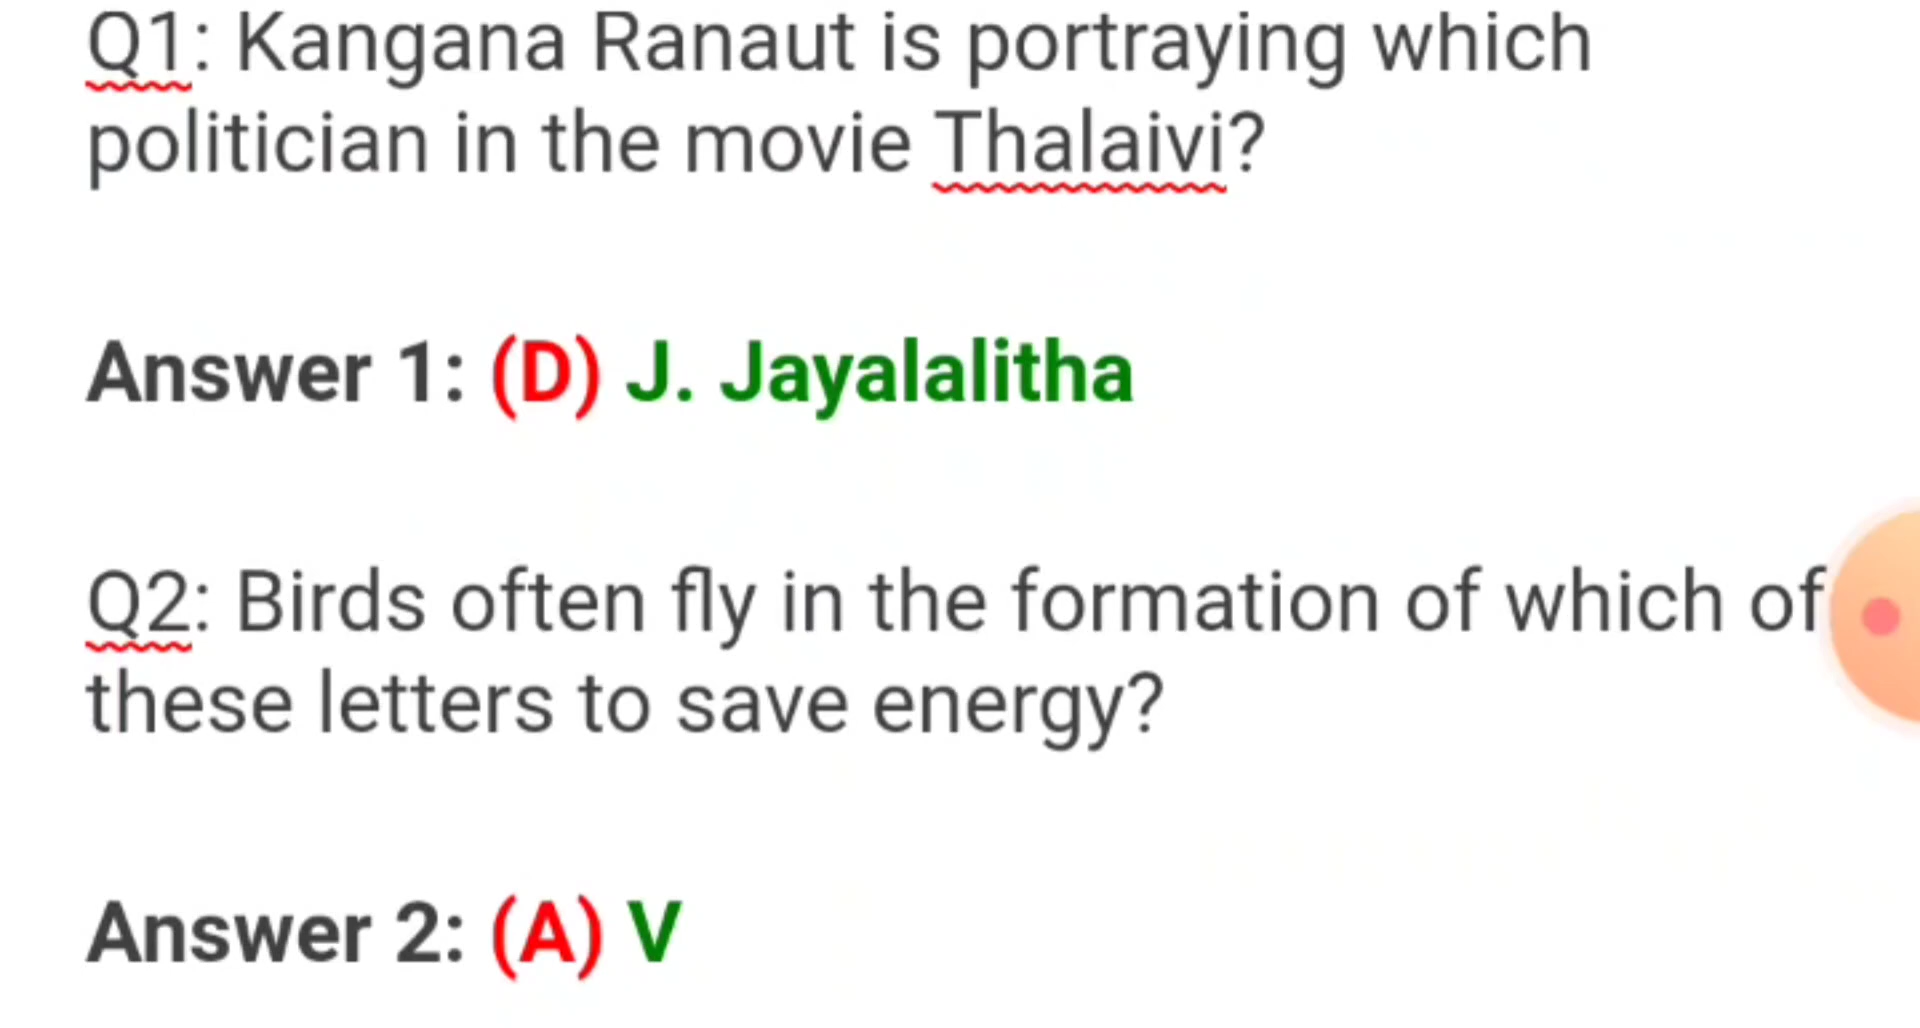 Q1: Kangana Ranaut is portraying which
politician in the movie Thalaivi?
Answer 1: (D) J. Jayalalitha
Q2: Birds often fly in the formation of which of
these letters to save energy?
Answer 2: (A) V